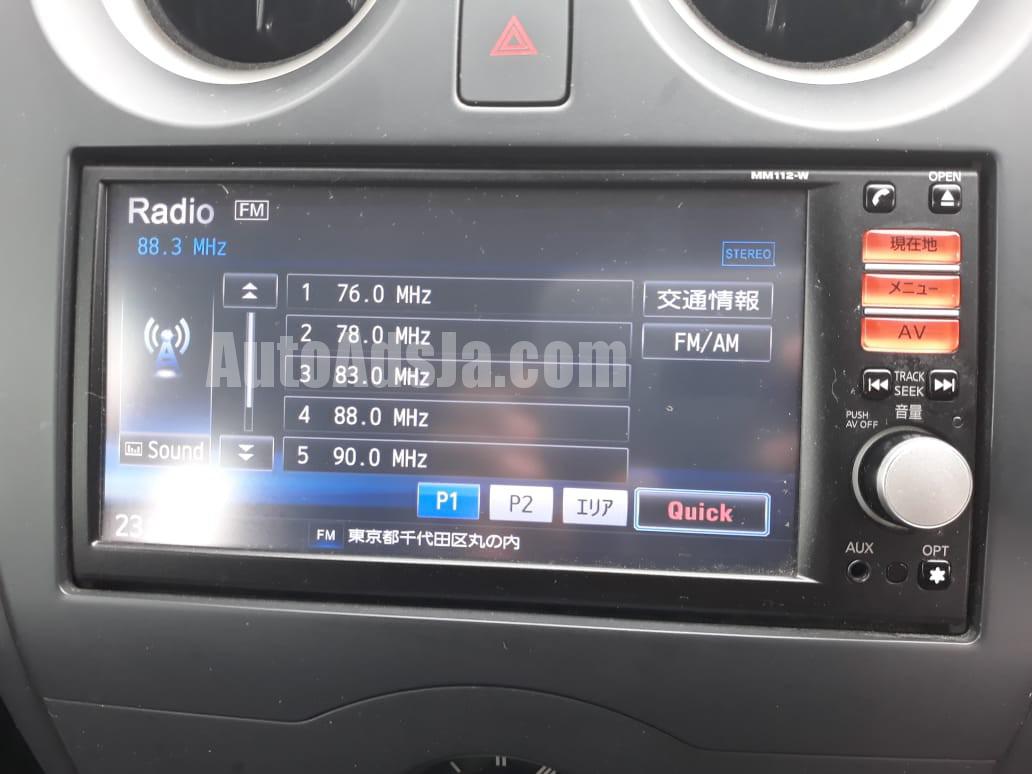 MM112-W
OPEN
Radio FM
88.3 MHz
STEREO
現在地
メニュー
AV
1 76.0 MHz
2 78.0 MHz
3 83.0 MHz
4 88.0 MHz
5 90.0 MHz
交通情報
FM/AM
AutoAdsJa.com
TRACK
SEEK
音量
PUSH
AV OFF
Sound
P1
P2
エリア
Quick
23
FM 東京都千代田区丸の内
AUX
OPT